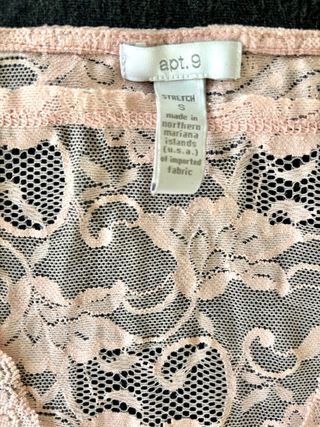 apt.9
STRETCH
S
made in
northern
mariana
islands
(u.s.a.)
of imported
fabric